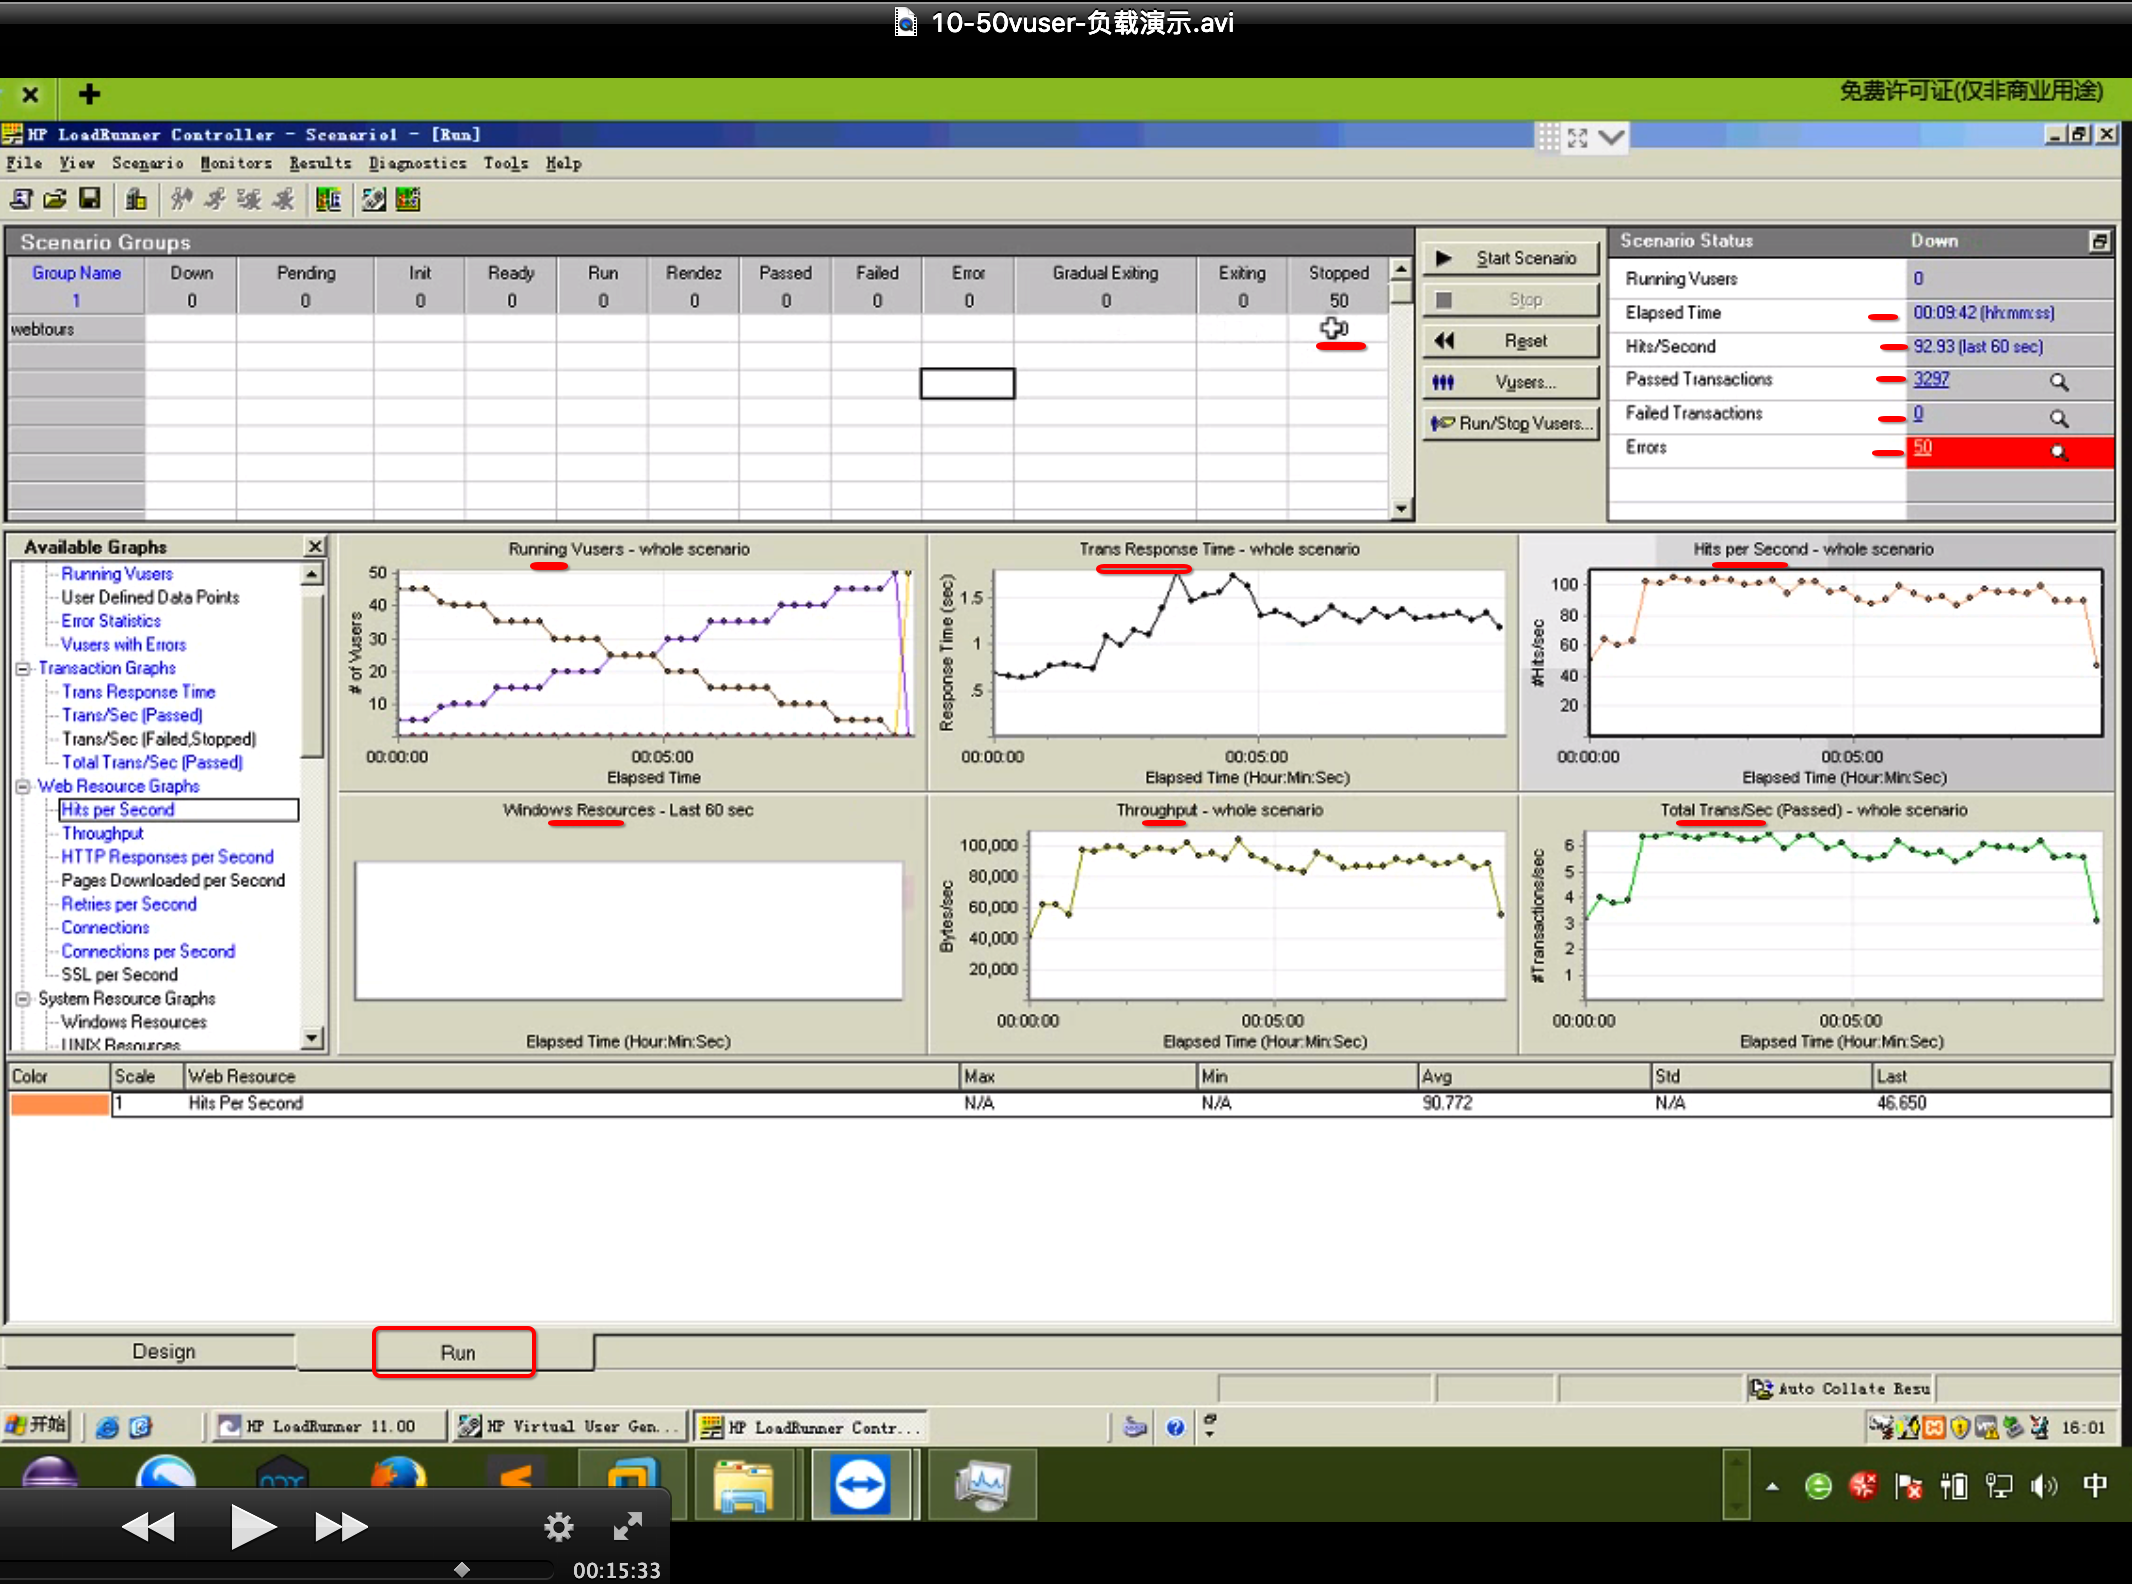 10-50vuser-负载演示.avi
免费许可证(仅非商业用途)
HP LoadRunner Controller - Scenario1 - [Run]
File View Scenario Monitors Results Diagnostics Tools Help
Scenario Groups
Group Name Down Pending Init Ready Run Rendez Passed Failed Error Gradual Exiting Exiting Stopped
1 0 0 0 0 0 0 0 0 0 0 0 50
webtours
Start Scenario
Stop
Reset
Vusers...
Run/Stop Vusers...
Scenario Status Down
Running Vusers 0
Elapsed Time 00:09:42 (hh:mm:ss)
Hits/Second 92.93 (last 60 sec)
Passed Transactions 3297
Failed Transactions 0
Errors 50
Available Graphs
Running Vusers
User Defined Data Points
Error Statistics
Vusers with Errors
Transaction Graphs
Trans Response Time
Trans/Sec (Passed)
Trans/Sec (Failed,Stopped)
Total Trans/Sec (Passed)
Web Resource Graphs
Hits per Second
Throughput
HTTP Responses per Second
Pages Downloaded per Second
Retries per Second
Connections
Connections per Second
SSL per Second
System Resource Graphs
Windows Resources
UNIX Resources
Running Vusers - whole scenario
# of Vusers
50
40
30
20
10
00:00:00 00:05:00
Elapsed Time
Trans Response Time - whole scenario
Response Time (sec)
1.5
1
.5
00:00:00 00:05:00
Elapsed Time (Hour:Min:Sec)
Hits per Second - whole scenario
#Hits/sec
100
80
60
40
20
00:00:00 00:05:00
Elapsed Time (Hour:Min:Sec)
Windows Resources - Last 60 sec
Elapsed Time (Hour:Min:Sec)
Throughput - whole scenario
Bytes/sec
100,000
80,000
60,000
40,000
20,000
00:00:00 00:05:00
Elapsed Time (Hour:Min:Sec)
Total Trans/Sec (Passed) - whole scenario
#Transactions/sec
6
5
4
3
2
1
00:00:00 00:05:00
Elapsed Time (Hour:Min:Sec)
Color Scale Web Resource Max Min Avg Std Last
1 Hits Per Second N/A N/A 90.772 N/A 46.650
Design Run
Auto Collate Resu
开始 HP LoadRunner 11.00 HP Virtual User Gen... HP LoadRunner Contr... 16:01
中
00:15:33